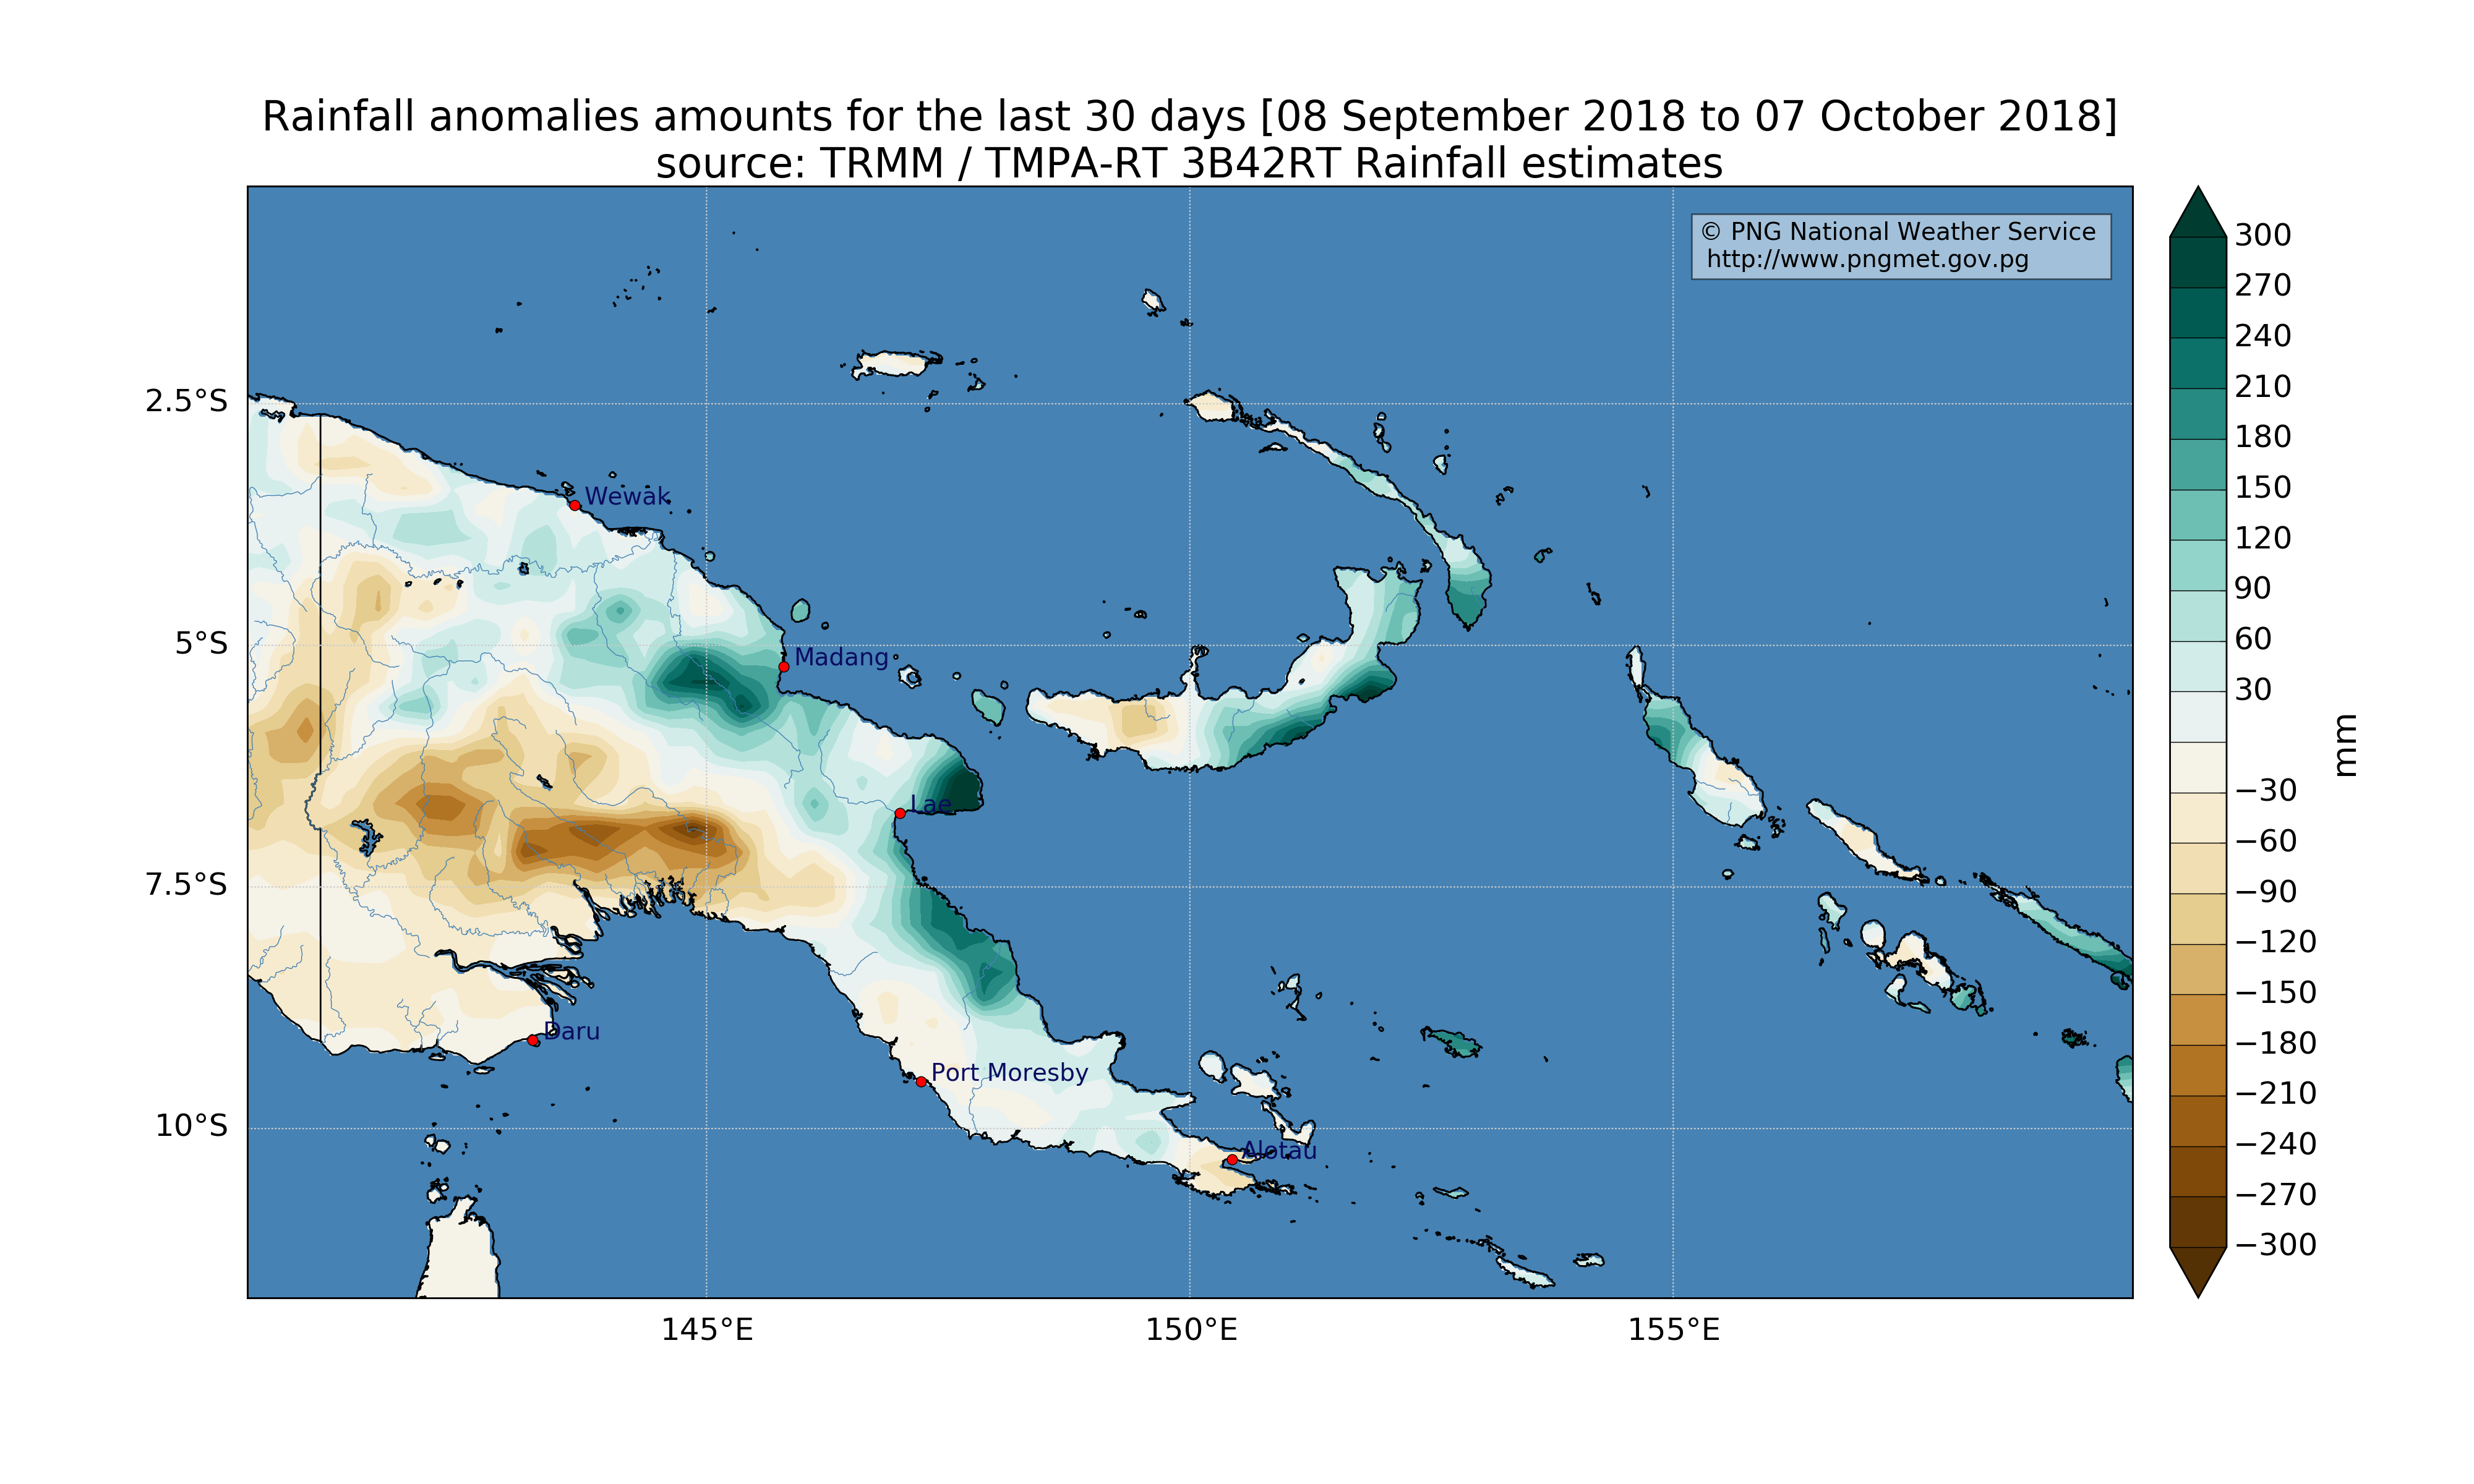 Rainfall anomalies amounts for the last 30 days [08 September 2018 to 07 October 2018]
source: TRMM / TMPA-RT 3B42RT Rainfall estimates
© PNG National Weather Service
http://www.pngmet.gov.pg
2.5°S
5°S
7.5°S
10°S
Wewak
Madang
Lae
Daru
Port Moresby
Alotau
145°E
150°E
155°E
300
270
240
210
180
150
120
90
60
30
−30
−60
−90
−120
−150
−180
−210
−240
−270
−300
mm